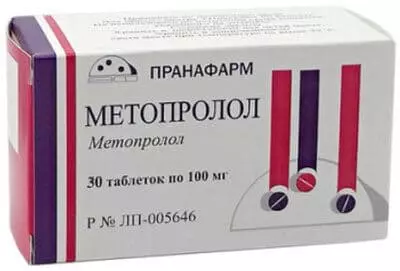 ПРАНАФАРМ
МЕТОПРОЛОЛ
Метопролол
30 таблеток по 100 мг
Р № ЛП-005646